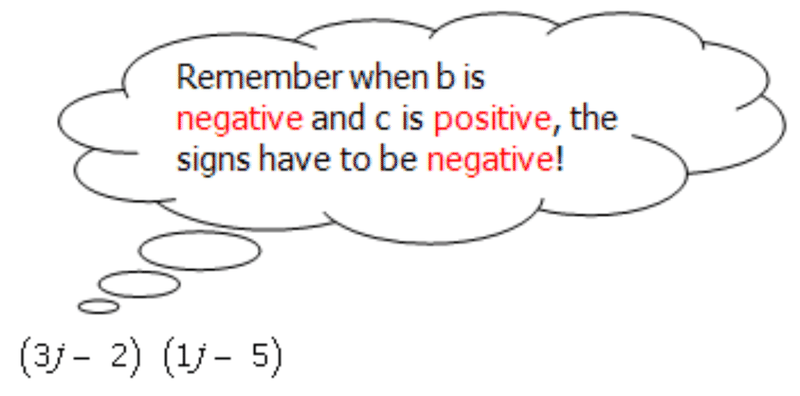 Remember when b is
negative and c is positive, the
signs have to be negative!
(3j - 2) (1j - 5)